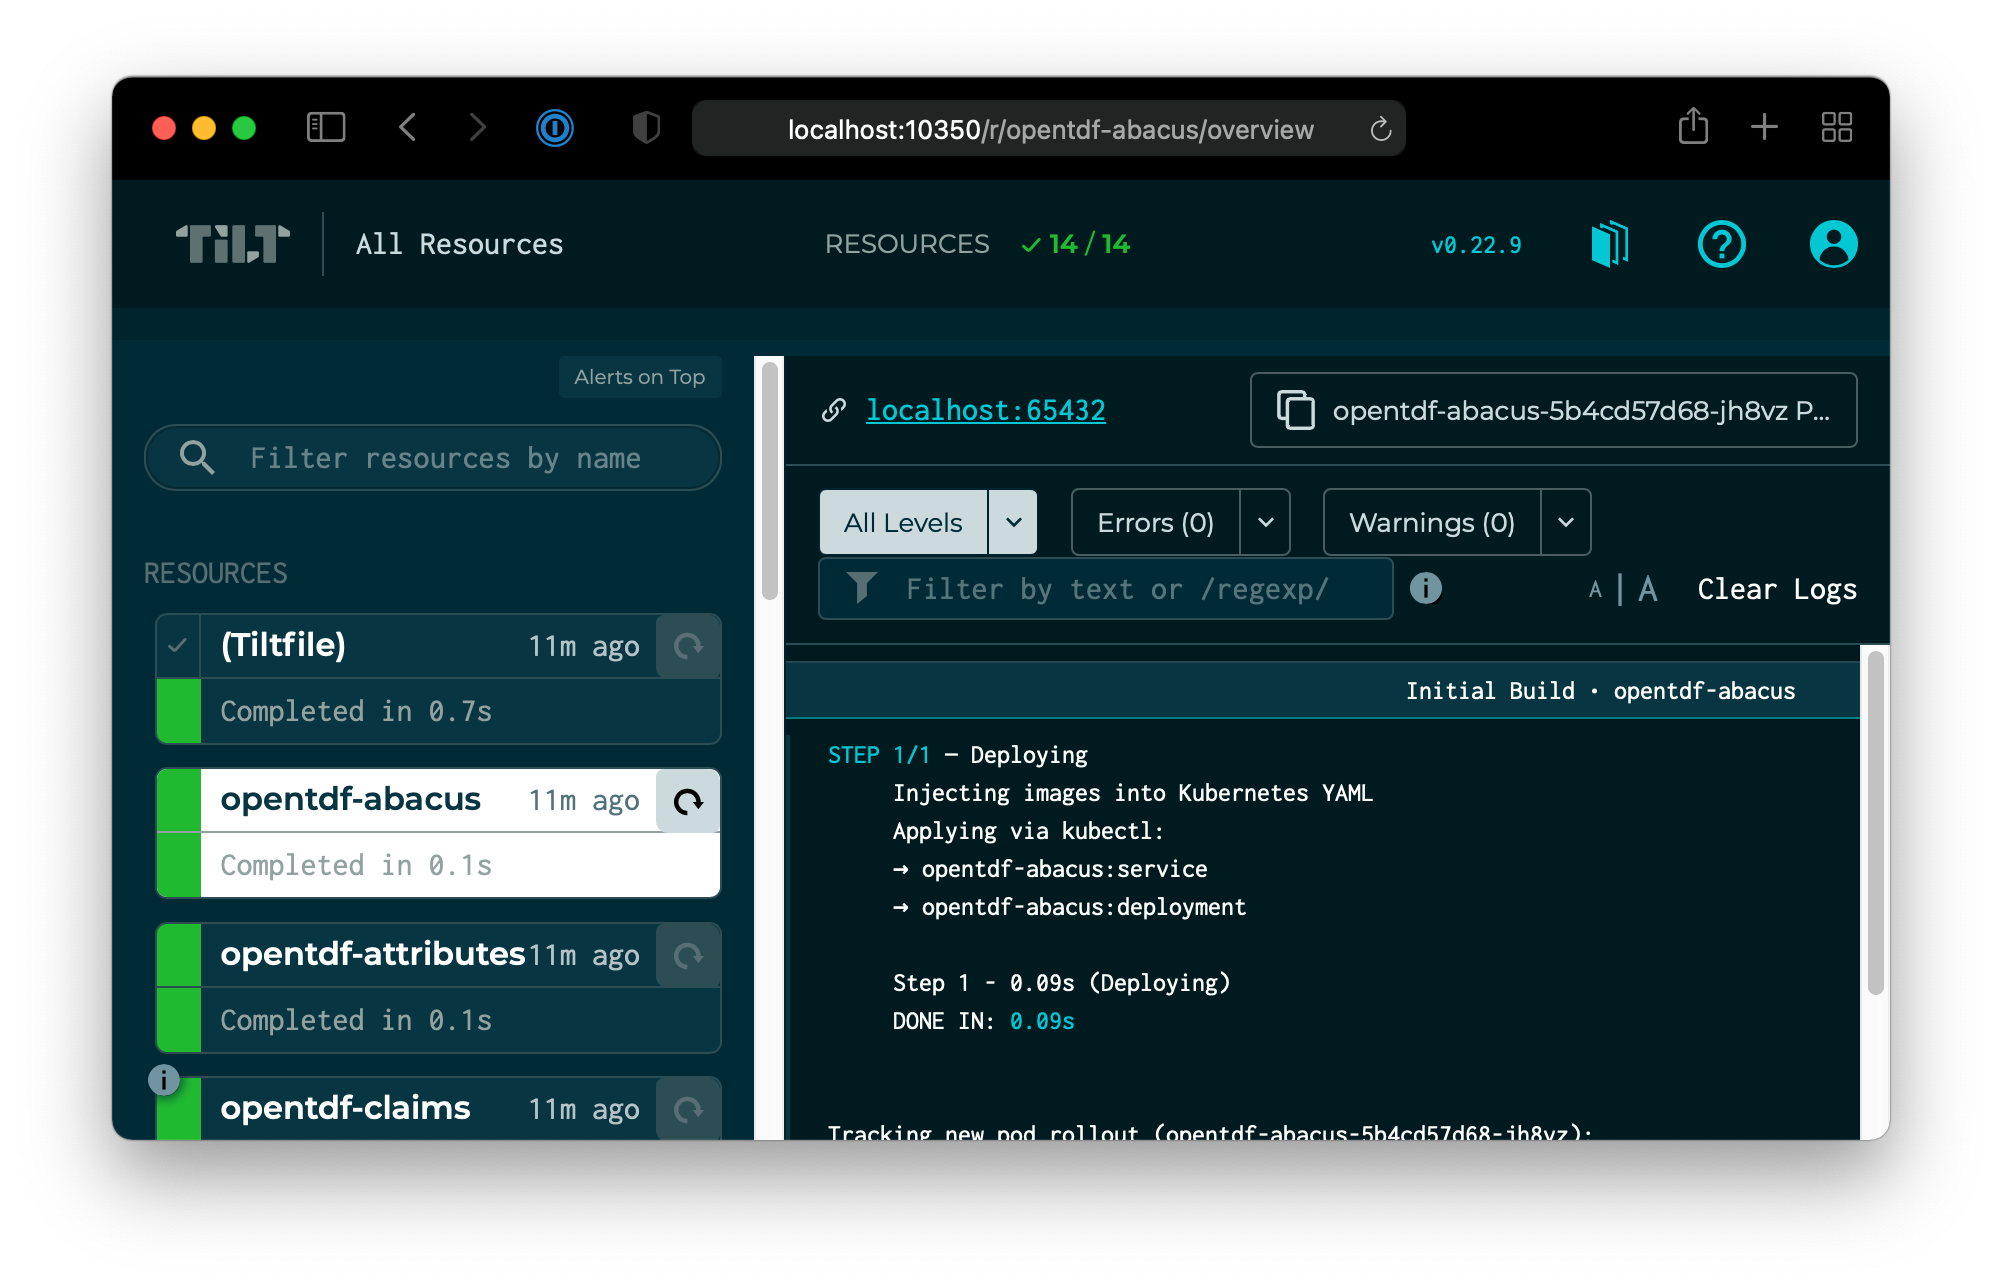 localhost:10350/r/opentdf-abacus/overview
TILT
All Resources
RESOURCES 14 / 14
v0.22.9
Alerts on Top
Filter resources by name
RESOURCES
(Tiltfile) 11m ago
Completed in 0.7s
opentdf-abacus 11m ago
Completed in 0.1s
opentdf-attributes 11m ago
Completed in 0.1s
opentdf-claims 11m ago
localhost:65432
opentdf-abacus-5b4cd57d68-jh8vz P...
All Levels
Errors (0)
Warnings (0)
Filter by text or /regexp/
A | A
Clear Logs
Initial Build • opentdf-abacus
STEP 1/1 — Deploying
Injecting images into Kubernetes YAML
Applying via kubectl:
→ opentdf-abacus:service
→ opentdf-abacus:deployment
Step 1 - 0.09s (Deploying)
DONE IN: 0.09s
Tracking new pod rollout (opentdf-abacus-5b4cd57d68-jh8vz):